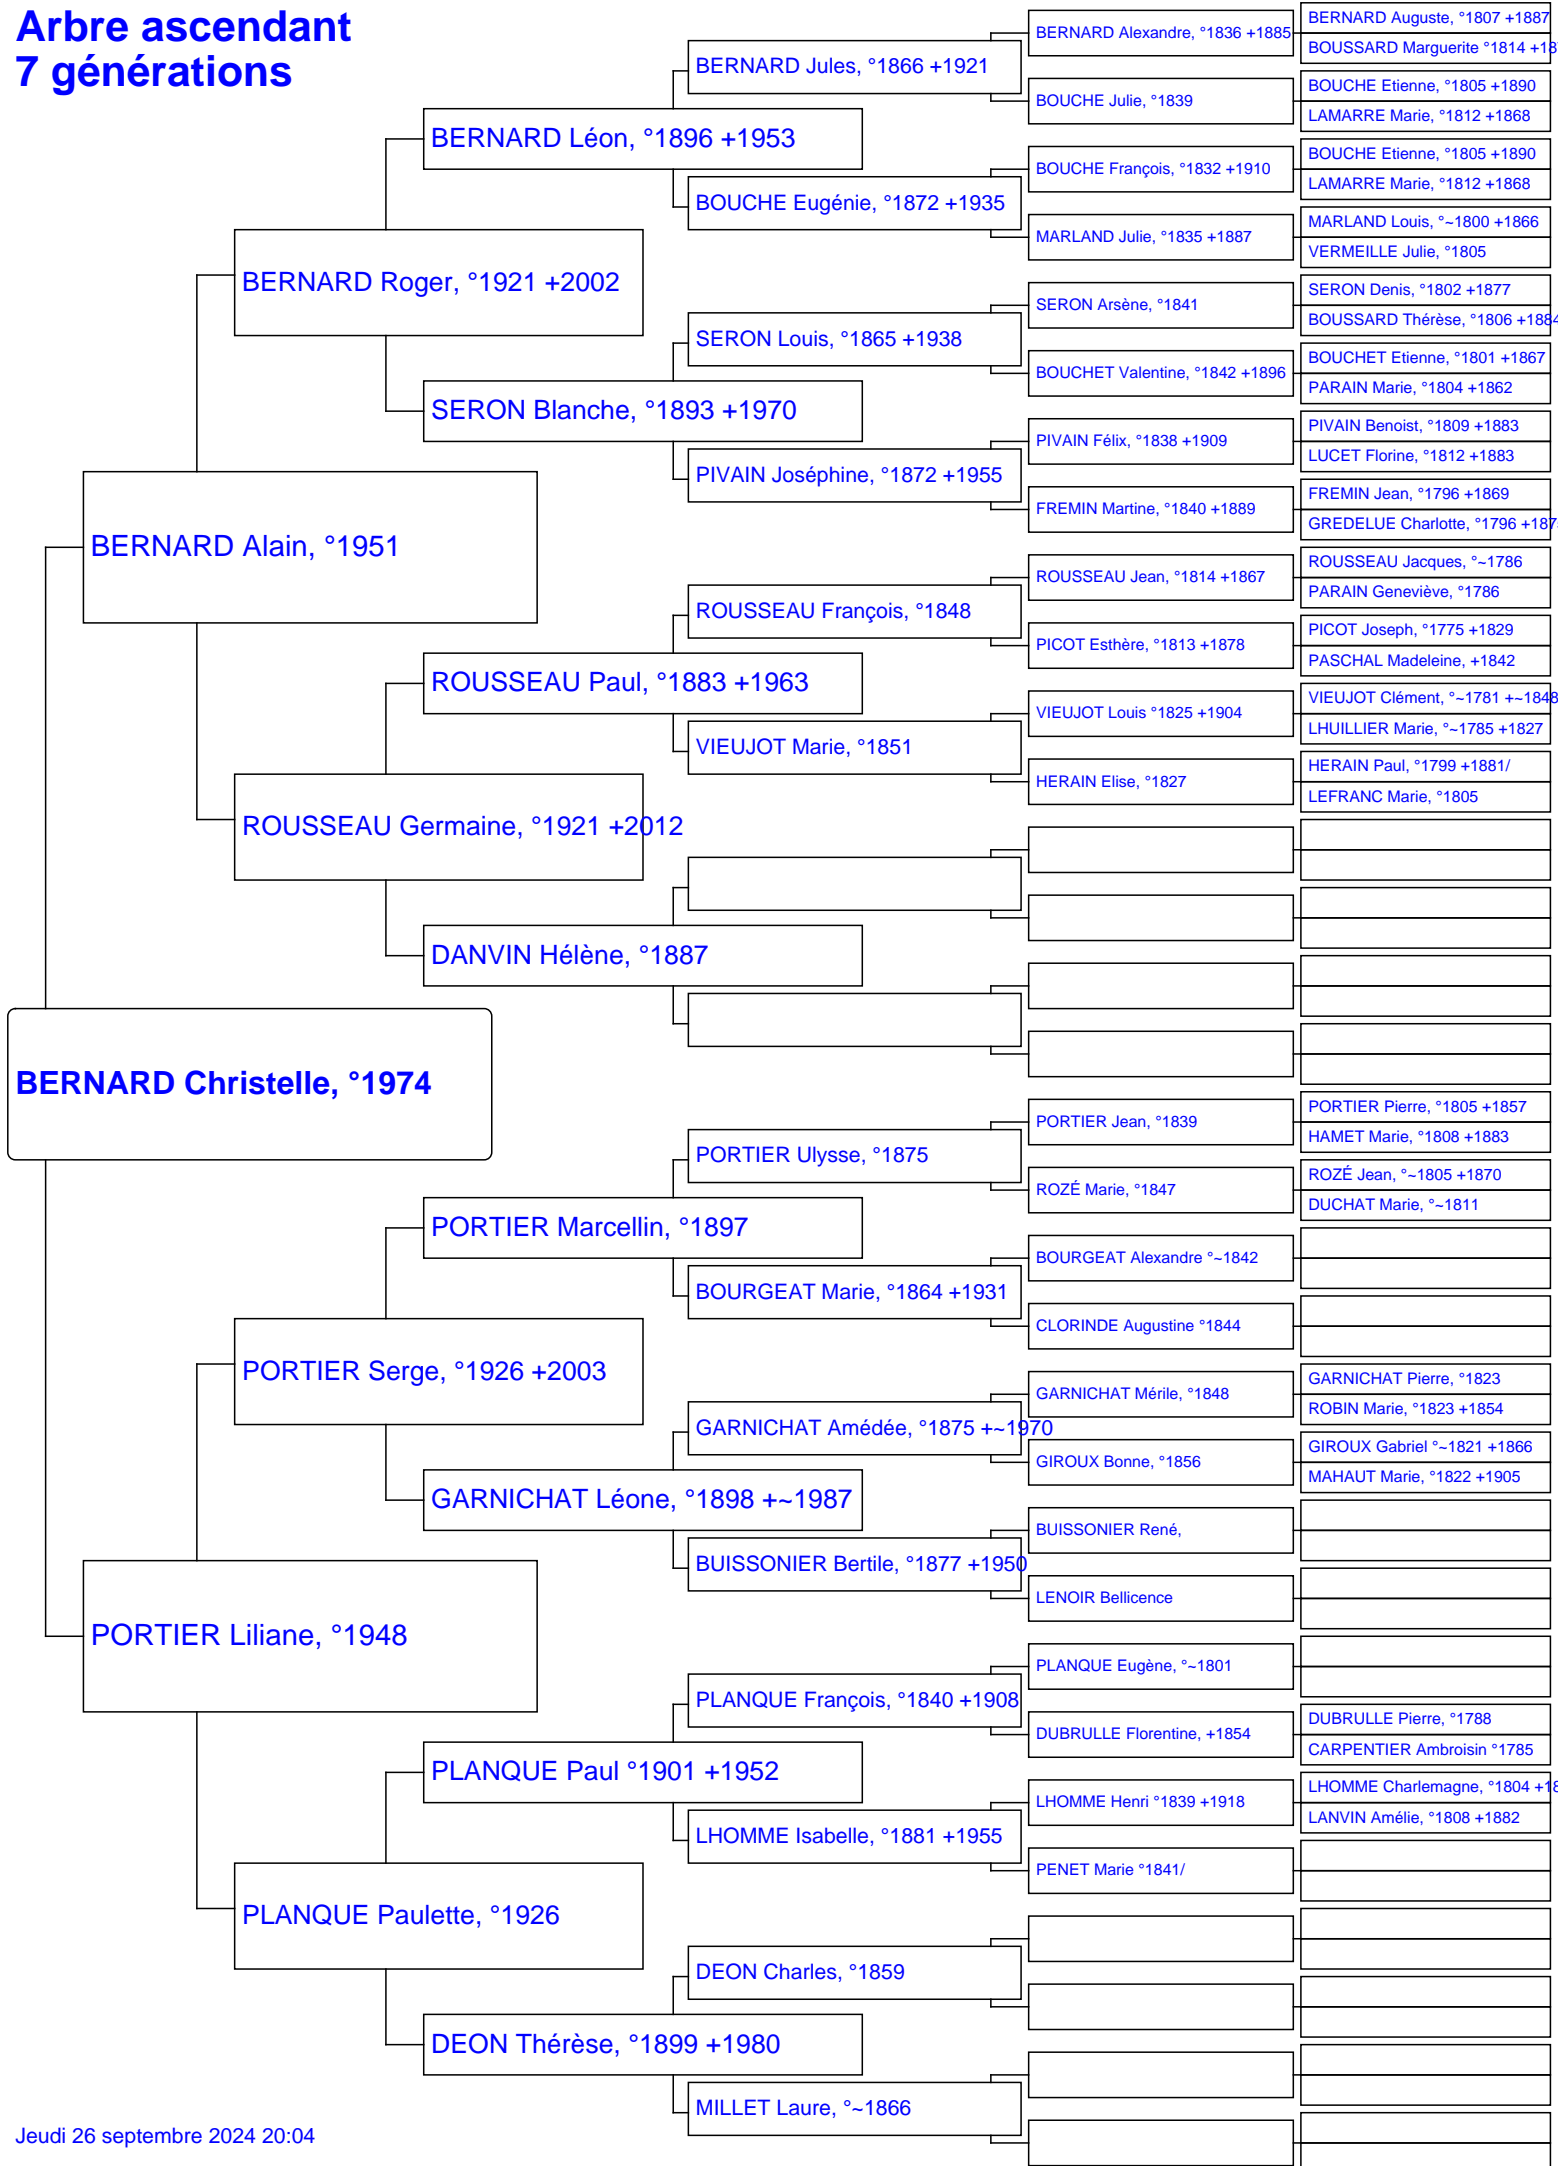 Arbre ascendant
7 générations
BERNARD Christelle, °1974
BERNARD Alain, °1951
PORTIER Liliane, °1948
BERNARD Roger, °1921 +2002
ROUSSEAU Germaine, °1921 +2012
PORTIER Serge, °1926 +2003
PLANQUE Paulette, °1926
BERNARD Léon, °1896 +1953
SERON Blanche, °1893 +1970
ROUSSEAU Paul, °1883 +1963
DANVIN Hélène, °1887
PORTIER Marcellin, °1897
GARNICHAT Léone, °1898 +~1987
PLANQUE Paul °1901 +1952
DEON Thérèse, °1899 +1980
BERNARD Jules, °1866 +1921
BOUCHE Eugénie, °1872 +1935
SERON Louis, °1865 +1938
PIVAIN Joséphine, °1872 +1955
ROUSSEAU François, °1848
VIEUJOT Marie, °1851
PORTIER Ulysse, °1875
BOURGEAT Marie, °1864 +1931
GARNICHAT Amédée, °1875 +~1970
BUISSONIER Bertile, °1877 +1950
PLANQUE François, °1840 +1908
LHOMME Isabelle, °1881 +1955
DEON Charles, °1859
MILLET Laure, °~1866
BERNARD Alexandre, °1836 +1885
BOUCHE Julie, °1839
BOUCHE François, °1832 +1910
MARLAND Julie, °1835 +1887
SERON Arsène, °1841
BOUCHET Valentine, °1842 +1896
PIVAIN Félix, °1838 +1909
FREMIN Martine, °1840 +1889
ROUSSEAU Jean, °1814 +1867
PICOT Esthère, °1813 +1878
VIEUJOT Louis °1825 +1904
HERAIN Elise, °1827
PORTIER Jean, °1839
ROZÉ Marie, °1847
BOURGEAT Alexandre °~1842
CLORINDE Augustine °1844
GARNICHAT Mérile, °1848
GIROUX Bonne, °1856
BUISSONIER René,
LENOIR Bellicence
PLANQUE Eugène, °~1801
DUBRULLE Florentine, +1854
LHOMME Henri °1839 +1918
PENET Marie °1841/
BERNARD Auguste, °1807 +1887
BOUSSARD Marguerite °1814
BOUCHE Etienne, °1805 +1890
LAMARRE Marie, °1812 +1868
BOUCHE Etienne, °1805 +1890
LAMARRE Marie, °1812 +1868
MARLAND Louis, °~1800 +1866
VERMEILLE Julie, °1805
SERON Denis, °1802 +1877
BOUSSARD Thérèse, °1806 +1884
BOUCHET Etienne, °1801 +1867
PARAIN Marie, °1804 +1862
PIVAIN Benoist, °1809 +1883
LUCET Florine, °1812 +1883
FREMIN Jean, °1796 +1869
GREDELUE Charlotte, °1796
ROUSSEAU Jacques, °~1786
PARAIN Geneviève, °1786
PICOT Joseph, °1775 +1829
PASCHAL Madeleine, +1842
VIEUJOT Clément, °~1781 +~1848
LHUILLIER Marie, °~1785 +1827
HERAIN Paul, °1799 +1881/
LEFRANC Marie, °1805
PORTIER Pierre, °1805 +1857
HAMET Marie, °1808 +1883
ROZÉ Jean, °~1805 +1870
DUCHAT Marie, °~1811
GARNICHAT Pierre, °1823
ROBIN Marie, °1823 +1854
GIROUX Gabriel °~1821 +1866
MAHAUT Marie, °1822 +1905
DUBRULLE Pierre, °1788
CARPENTIER Ambroisin °1785
LHOMME Charlemagne, °1804
LANVIN Amélie, °1808 +1882
Jeudi 26 septembre 2024 20:04